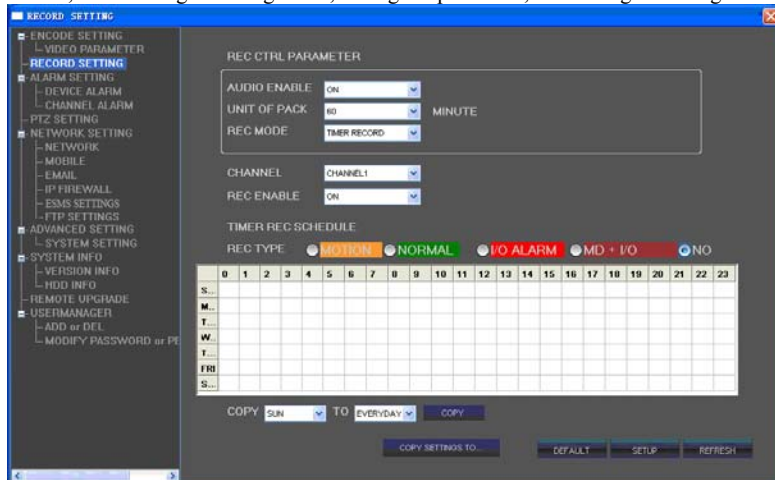 RECORD SETTING
ENCODE SETTING
VIDEO PARAMETER
RECORD SETTING
ALARM SETTING
DEVICE ALARM
CHANNEL ALARM
PTZ SETTING
NETWORK SETTING
NETWORK
MOBILE
EMAIL
IP FIREWALL
ESMS SETTINGS
FTP SETTINGS
ADVANCED SETTING
SYSTEM SETTING
SYSTEM INFO
VERSION INFO
HDD INFO
REMOTE UPGRADE
USERMANAGER
ADD or DEL
MODIFY PASSWORD or PE
REC CTRL PARAMETER
AUDIO ENABLE ON
UNIT OF PACK 60 MINUTE
REC MODE TIMER RECORD
CHANNEL CHANNEL1
REC ENABLE ON
TIMER REC SCHEDULE
REC TYPE MOTION NORMAL I/O ALARM MD + I/O NO
0 1 2 3 4 5 6 7 8 9 10 11 12 13 14 15 16 17 18 19 20 21 22 23
S...
M...
T...
W...
T...
FRI
S...
COPY SUN TO EVERYDAY COPY
COPY SETTINGS TO...
DEFAULT SETUP REFRESH